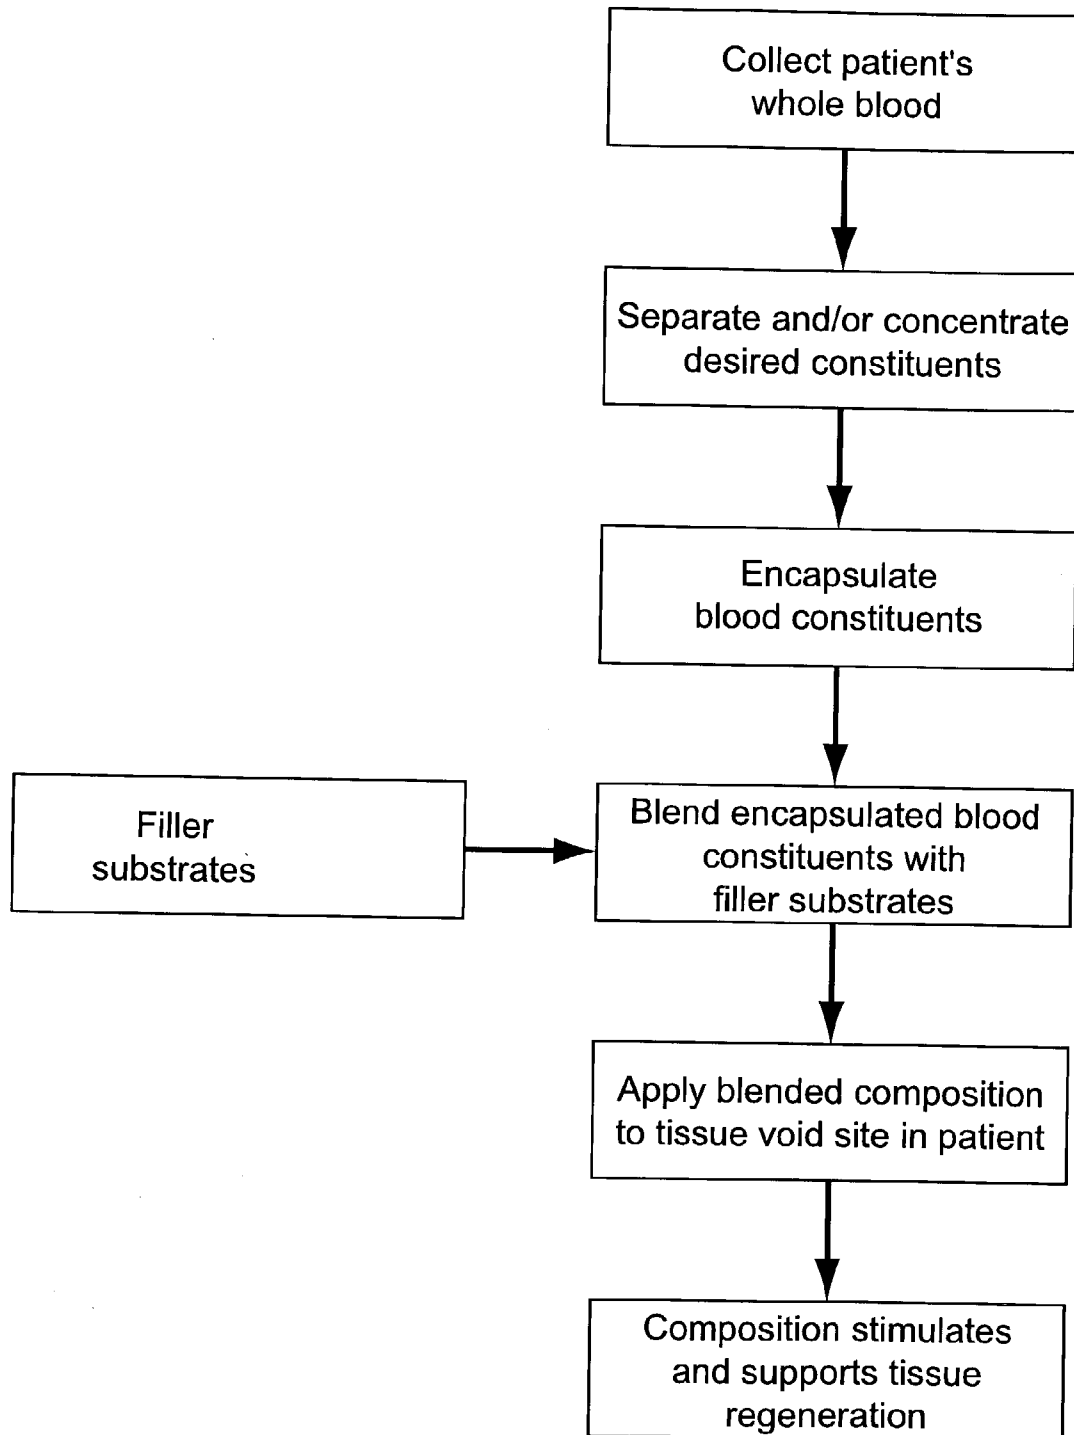 Collect patient's
whole blood
Separate and/or concentrate
desired constituents
Encapsulate
blood constituents
Filler
substrates
Blend encapsulated blood
constituents with
filler substrates
Apply blended composition
to tissue void site in patient
Composition stimulates
and supports tissue
regeneration